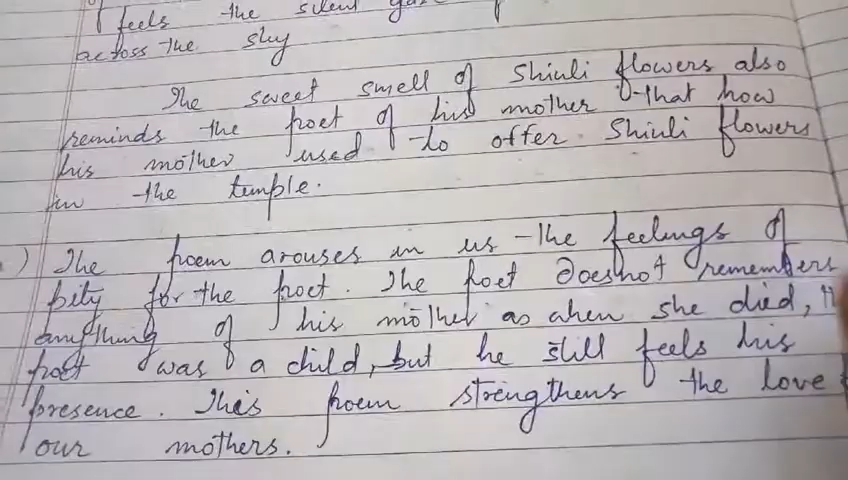 feels the silent gaze
across the sky
The sweet smell of Shiuli flowers also
reminds the poet of his mother that how
his mother used to offer Shiuli flowers
in the temple.
) The poem arouses in us the feelings of
pity for the poet. The poet does not remembers
anything of his mother as when she died,
poet was a child, but he still feels his
presence. This poem strengthens the love
our mothers.